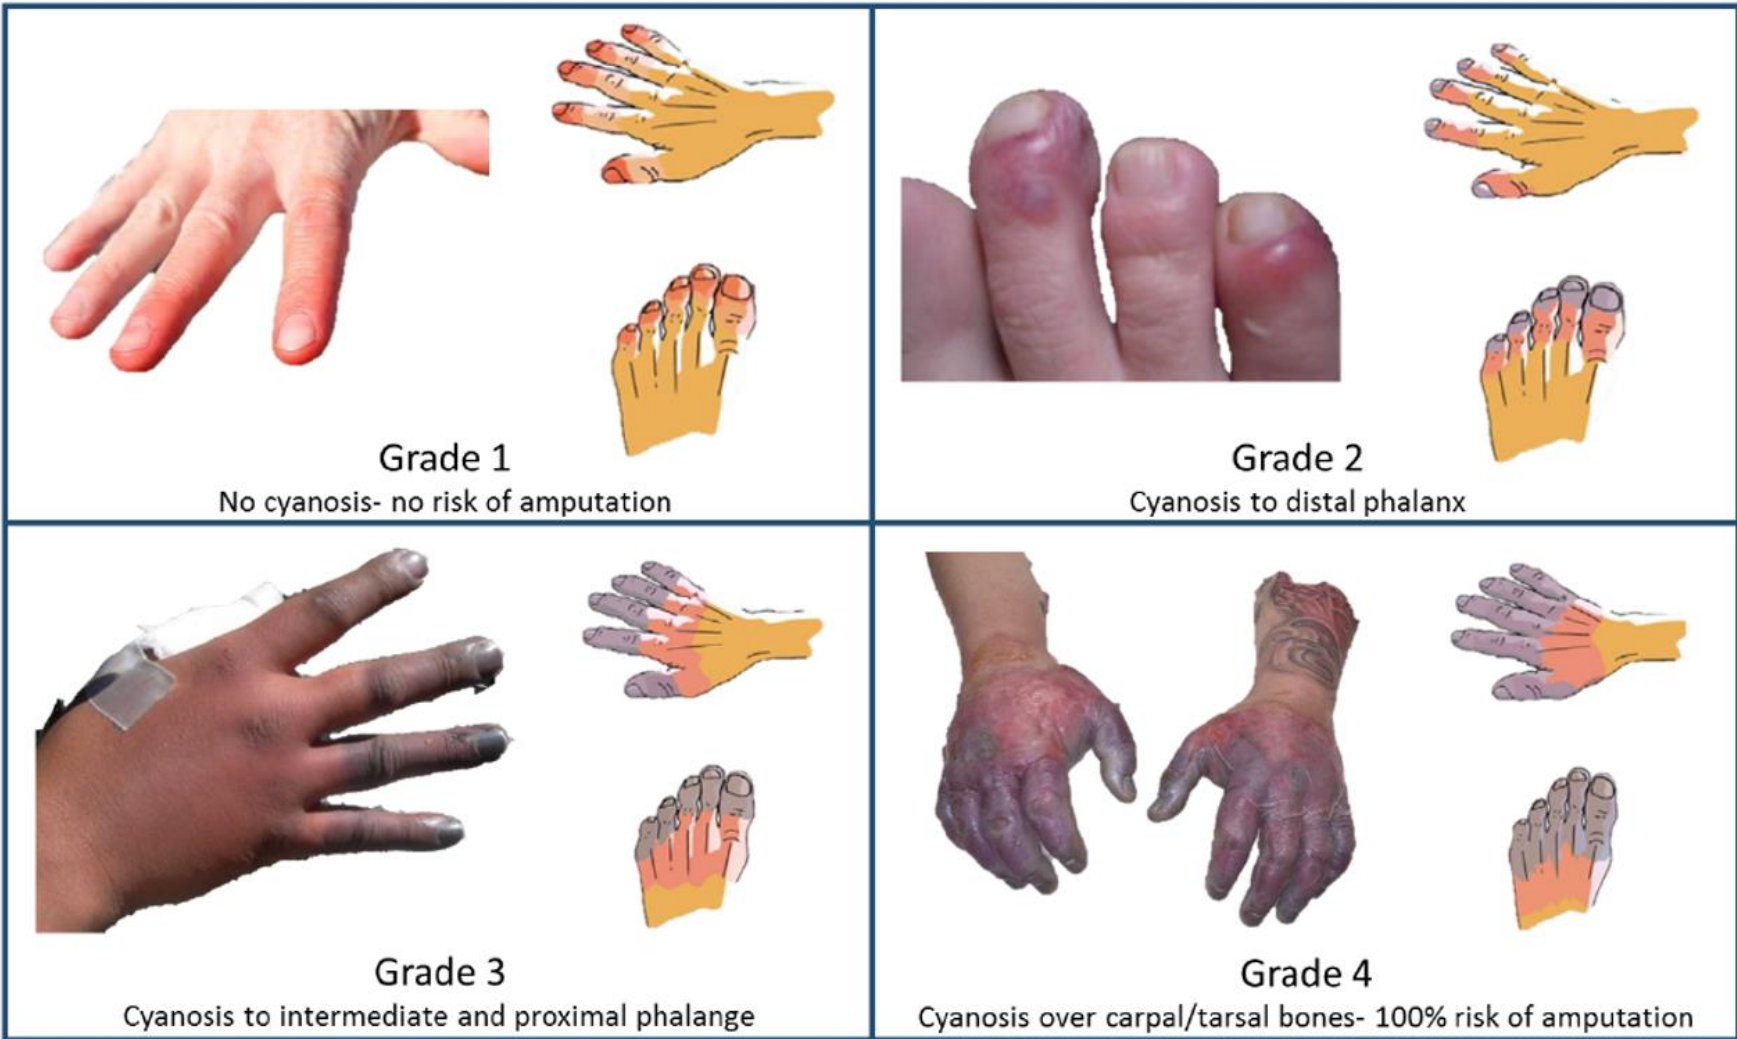 Grade 1
No cyanosis- no risk of amputation
Grade 2
Cyanosis to distal phalanx
Grade 3
Cyanosis to intermediate and proximal phalange
Grade 4
Cyanosis over carpal/tarsal bones- 100% risk of amputation